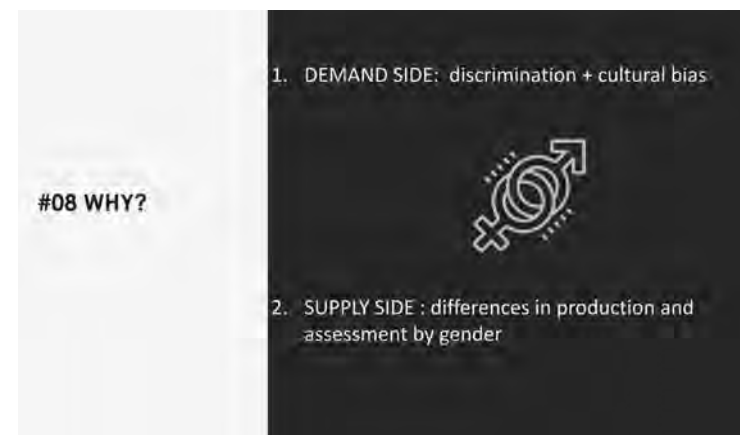 #08 WHY?
1. DEMAND SIDE: discrimination + cultural bias
2. SUPPLY SIDE : differences in production and
assessment by gender